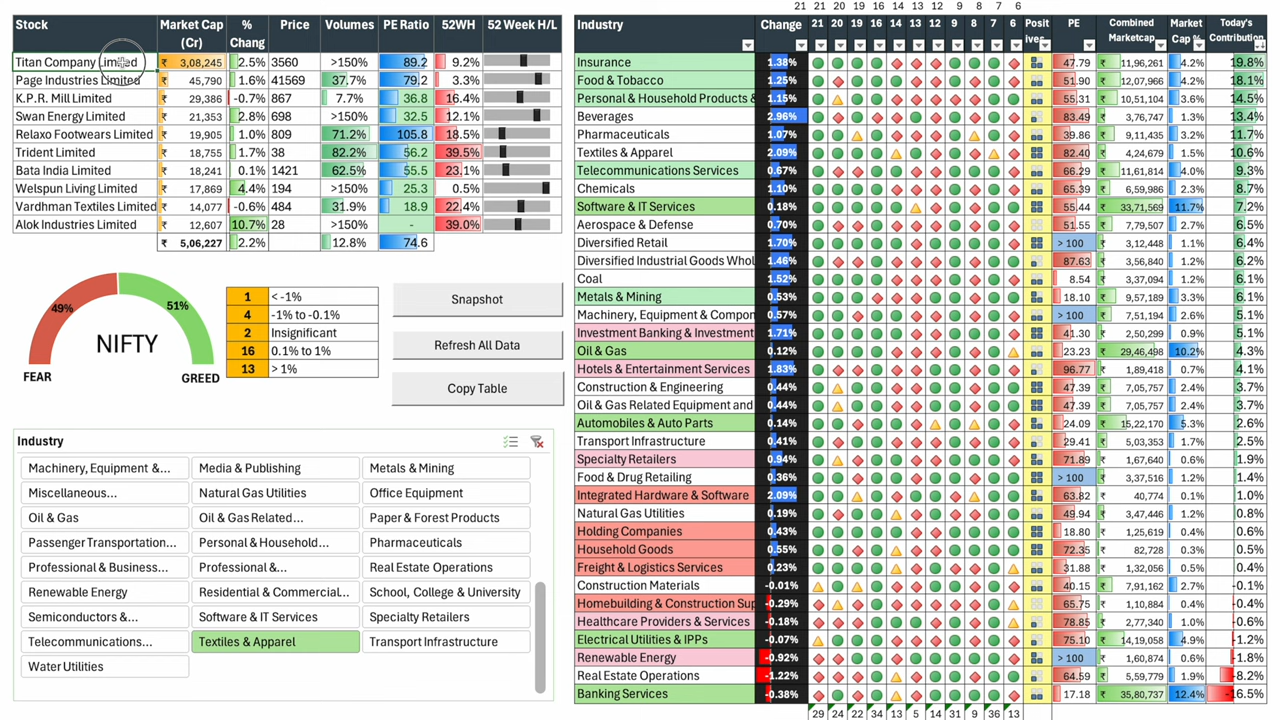 21 21 20 19 16 14 13 12 9 8 7 6
Stock Market Cap (Cr) % Chang Price Volumes PE Ratio 52WH 52 Week H/L
Titan Company Limited ₹ 3,08,245 2.5% 3560 >150% 89.2 9.2%
Page Industries Limited ₹ 45,790 1.6% 41569 37.7% 79.2 3.3%
K.P.R. Mill Limited ₹ 29,386 -0.7% 867 7.7% 36.8 16.4%
Swan Energy Limited ₹ 21,353 2.8% 698 >150% 32.5 12.1%
Relaxo Footwears Limited ₹ 19,905 1.0% 809 71.2% 105.8 18.5%
Trident Limited ₹ 18,755 1.7% 38 82.2% 56.2 39.5%
Bata India Limited ₹ 18,241 0.1% 1421 62.5% 55.5 23.1%
Welspun Living Limited ₹ 17,869 4.4% 194 >150% 25.3 0.5%
Vardhman Textiles Limited ₹ 14,077 -0.6% 484 31.9% 18.9 22.4%
Alok Industries Limited ₹ 12,607 10.7% 28 >150% - 39.0%
₹ 5,06,227 2.2% 12.8% 74.6
49% 51%
NIFTY
FEAR GREED
1 < -1%
4 -1% to -0.1%
2 Insignificant
16 0.1% to 1%
13 > 1%
Snapshot
Refresh All Data
Copy Table
Industry
Machinery, Equipment &... Media & Publishing Metals & Mining
Miscellaneous... Natural Gas Utilities Office Equipment
Oil & Gas Oil & Gas Related... Paper & Forest Products
Passenger Transportation... Personal & Household... Pharmaceuticals
Professional & Business... Professional &... Real Estate Operations
Renewable Energy Residential & Commercial... School, College & University
Semiconductors &... Software & IT Services Specialty Retailers
Telecommunications... Textiles & Apparel Transport Infrastructure
Water Utilities
Industry Change 21 21 20 19 16 14 13 12 9 8 7 6 Posit ives PE Combined Marketcap Market Cap % Today's Contribution
Insurance 1.38% 47.79 ₹ 11,96,261 4.2% 19.8%
Food & Tobacco 1.25% 51.90 ₹ 12,07,966 4.2% 18.1%
Personal & Household Products & 1.15% 55.31 ₹ 10,51,104 3.6% 14.5%
Beverages 2.96% 83.49 ₹ 3,76,747 1.3% 13.4%
Pharmaceuticals 1.07% 39.86 ₹ 9,11,435 3.2% 11.7%
Textiles & Apparel 2.09% 82.40 ₹ 4,24,679 1.5% 10.6%
Telecommunications Services 0.67% 66.29 ₹ 11,61,814 4.0% 9.3%
Chemicals 1.10% 65.39 ₹ 6,59,986 2.3% 8.7%
Software & IT Services 0.18% 55.44 ₹ 33,71,569 11.7% 7.2%
Aerospace & Defense 0.70% 51.55 ₹ 7,79,507 2.7% 6.5%
Diversified Retail 1.70% > 100 ₹ 3,12,448 1.1% 6.4%
Diversified Industrial Goods Whol 1.46% 87.63 ₹ 3,56,840 1.2% 6.2%
Coal 1.52% 8.54 ₹ 3,37,094 1.2% 6.1%
Metals & Mining 0.53% 18.10 ₹ 9,57,189 3.3% 6.1%
Machinery, Equipment & Compon 0.57% > 100 ₹ 7,51,194 2.6% 5.1%
Investment Banking & Investment 1.71% 41.30 ₹ 2,50,299 0.9% 5.1%
Oil & Gas 0.12% 23.23 ₹ 29,46,498 10.2% 4.3%
Hotels & Entertainment Services 1.83% 96.77 ₹ 1,89,418 0.7% 4.1%
Construction & Engineering 0.44% 47.39 ₹ 7,05,757 2.4% 3.7%
Oil & Gas Related Equipment and 0.44% 47.39 ₹ 7,05,757 2.4% 3.7%
Automobiles & Auto Parts 0.14% 24.09 ₹ 15,22,170 5.3% 2.6%
Transport Infrastructure 0.41% 29.41 ₹ 5,03,353 1.7% 2.5%
Specialty Retailers 0.94% 71.89 ₹ 1,67,640 0.6% 1.9%
Food & Drug Retailing 0.36% > 100 ₹ 3,37,516 1.2% 1.4%
Integrated Hardware & Software 2.09% 63.82 ₹ 40,774 0.1% 1.0%
Natural Gas Utilities 0.19% 49.94 ₹ 3,47,446 1.2% 0.8%
Holding Companies 0.43% 18.80 ₹ 1,25,619 0.4% 0.6%
Household Goods 0.55% 72.35 ₹ 82,728 0.3% 0.5%
Freight & Logistics Services 0.23% 31.88 ₹ 1,32,056 0.5% 0.4%
Construction Materials -0.01% 40.15 ₹ 7,91,162 2.7% -0.1%
Homebuilding & Construction Sup -0.29% 65.75 ₹ 1,10,884 0.4% -0.4%
Healthcare Providers & Services -0.18% 78.85 ₹ 2,77,340 1.0% -0.6%
Electrical Utilities & IPPs -0.07% 75.10 ₹ 14,19,058 4.9% -1.2%
Renewable Energy -0.92% > 100 ₹ 1,60,874 0.6% -1.8%
Real Estate Operations -1.22% 64.59 ₹ 5,59,779 1.9% -8.2%
Banking Services -0.38% 17.18 ₹ 35,80,737 12.4% -16.5%
29 24 22 34 13 5 14 31 9 36 13